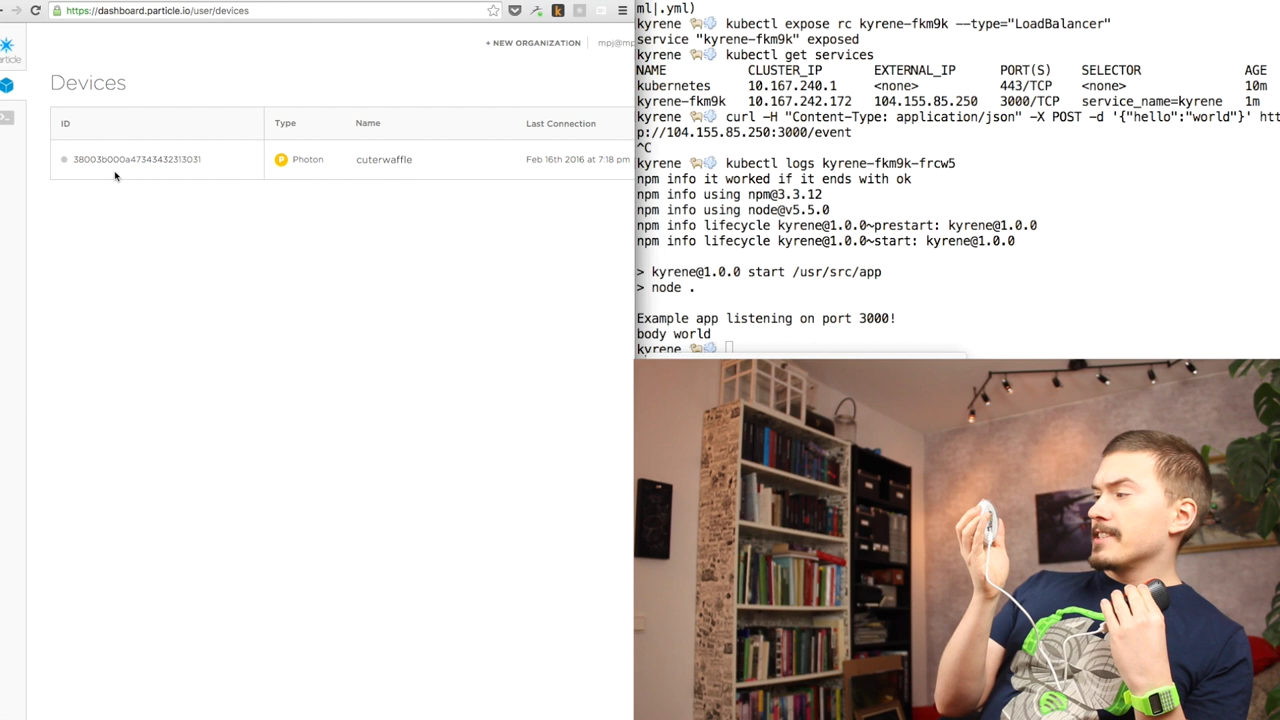 https://dashboard.particle.io/user/devices
+ NEW ORGANIZATION
Devices
ID Type Name Last Connection
38003b000a47343432313031 P Photon cuterwaffle Feb 16th 2016 at 7:18 pm
ml|.yml)
kyrene kubectl expose rc kyrene-fkm9k --type="LoadBalancer"
service "kyrene-fkm9k" exposed
kyrene kubectl get services
NAME CLUSTER_IP EXTERNAL_IP PORT(S) SELECTOR AGE
kubernetes 10.167.240.1 <none> 443/TCP <none> 10m
kyrene-fkm9k 10.167.242.172 104.155.85.250 3000/TCP service_name=kyrene 1m
kyrene curl -H "Content-Type: application/json" -X POST -d '{"hello":"world"}' htt
p://104.155.85.250:3000/event
^C
kyrene kubectl logs kyrene-fkm9k-frcw5
npm info it worked if it ends with ok
npm info using npm@3.3.12
npm info using node@v5.5.0
npm info lifecycle kyrene@1.0.0~prestart: kyrene@1.0.0
npm info lifecycle kyrene@1.0.0~start: kyrene@1.0.0
> kyrene@1.0.0 start /usr/src/app
> node .
Example app listening on port 3000!
body world
kyrene